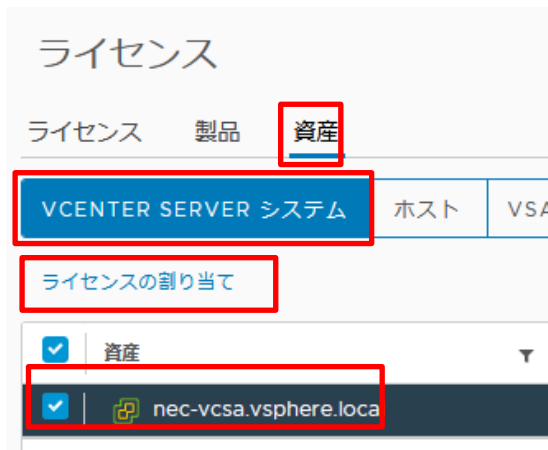 ライセンス
ライセンス 製品 資産
VCENTER SERVER システム ホスト VSA
ライセンスの割り当て
資産
nec-vcsa.vsphere.loca